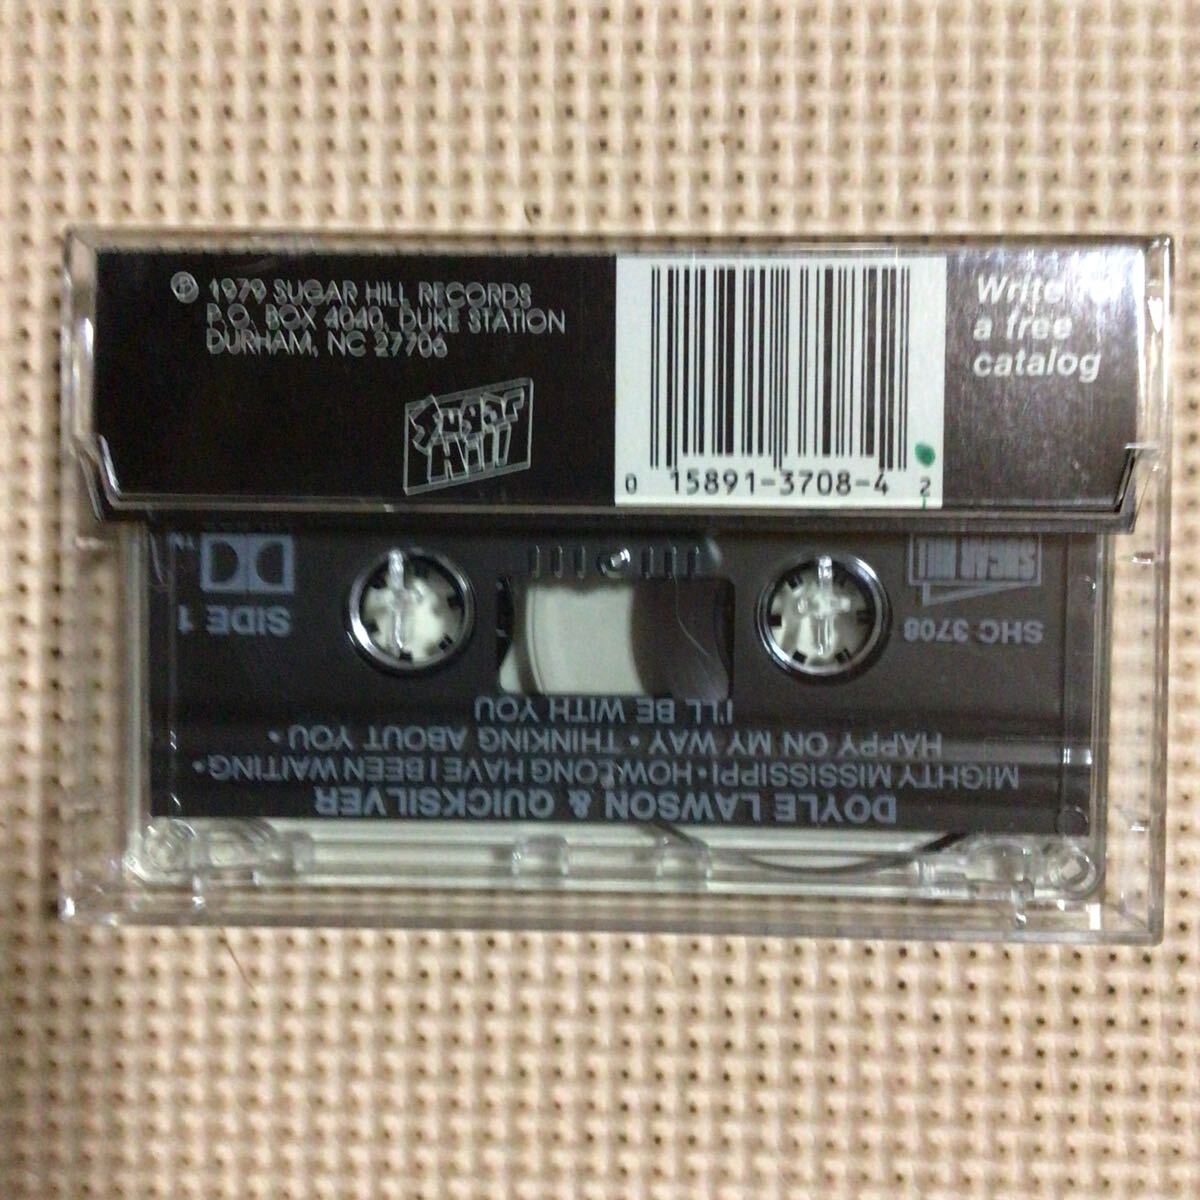 ℗ 1979 SUGAR HILL RECORDS
P.O. BOX 4040, DUKE STATION
DURHAM, NC 27706
Sugar
Hill
0 15891-3708-4 2
Write
a free
catalog
DOYLE LAWSON & QUICKSILVER
MIGHTY MISSISSIPPI • HOW LONG HAVE I BEEN WAITING •
HAPPY ON MY WAY • THINKING ABOUT YOU •
I'LL BE WITH YOU
SHC 3708
SIDE 1
SUGAR HILL